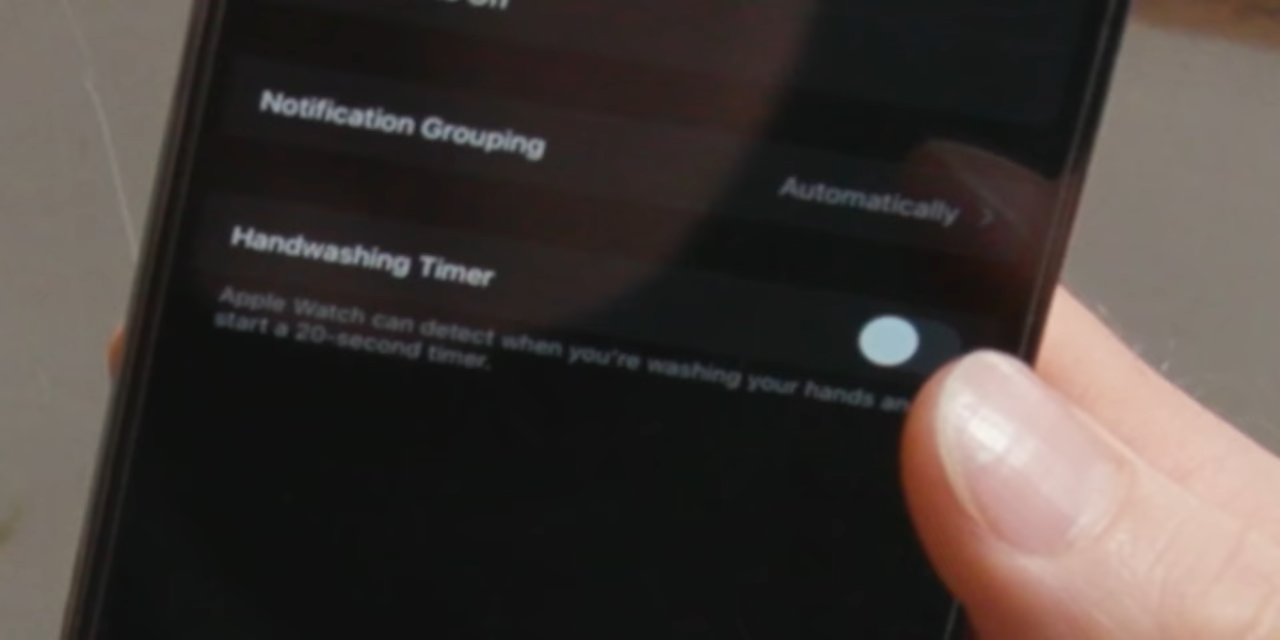 Off
Notification Grouping
Automatically
Handwashing Timer
Apple Watch can detect when you're washing your hands
start a 20-second timer.